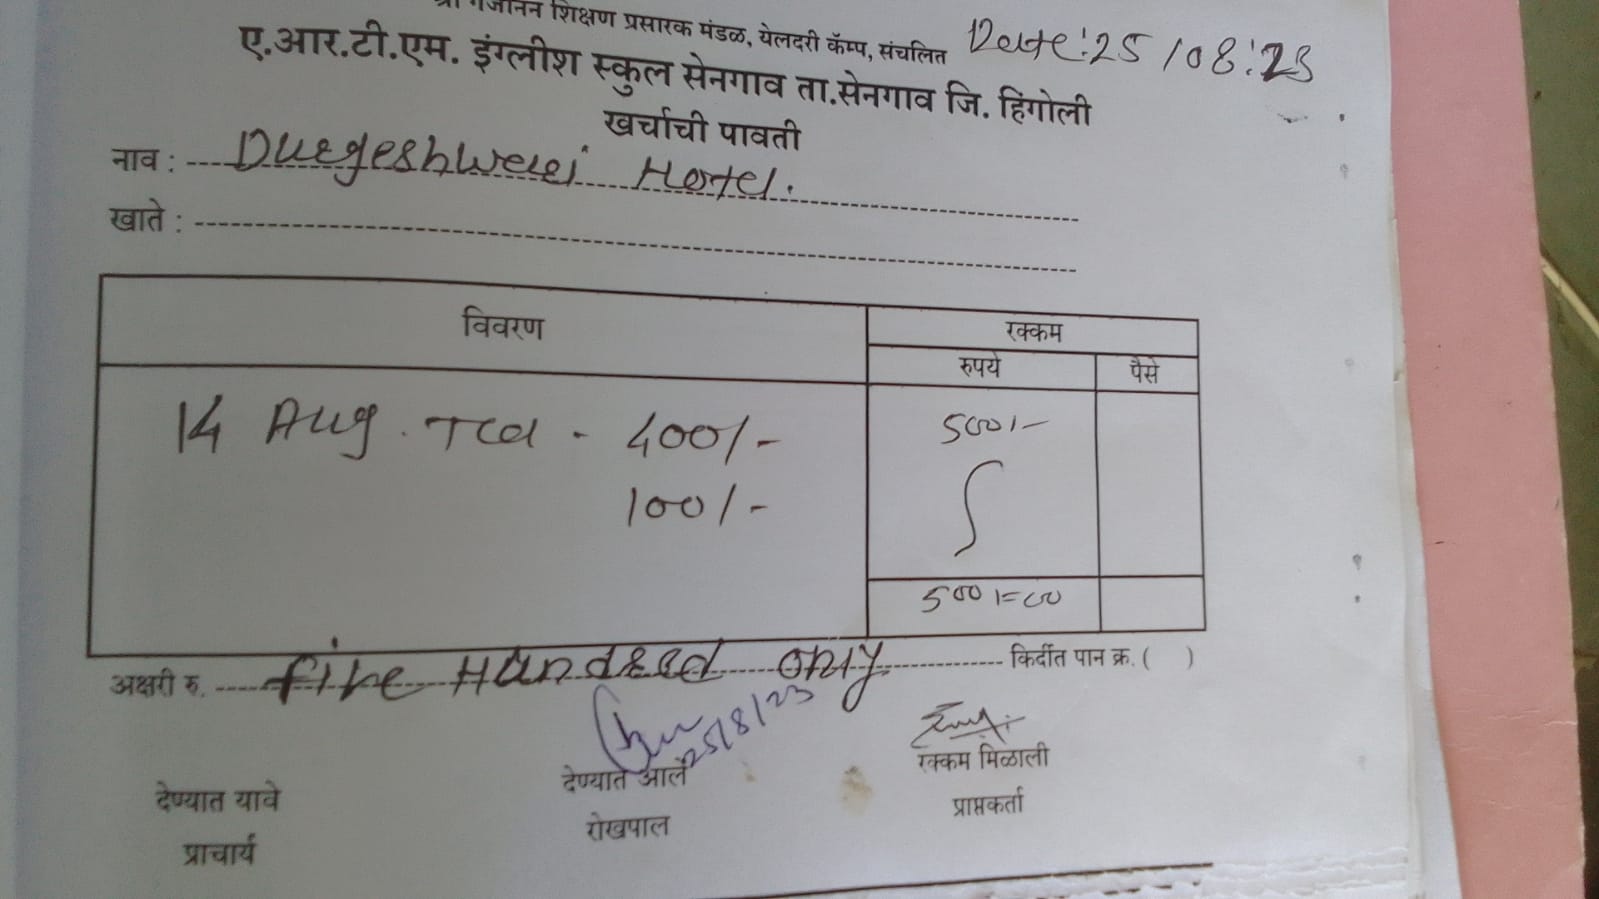 श्री गजानन शिक्षण प्रसारक मंडळ, येलदरी कॅम्प, संचलित Date:25/08:23
ए.आर.टी.एम. इंग्लीश स्कुल सेनगाव ता.सेनगाव जि. हिंगोली
खर्चाची पावती
नाव : Durgeshwari Hotel.
खाते :
विवरण रक्कम
रुपये पैसे
14 Aug. Tea - 400/- 500/-
100/-
500/=00
अक्षरी रु. five Hundred only किर्दीत पान क्र. ( )
25/8/23
देण्यात यावे देण्यात आले रक्कम मिळाली
प्राचार्य रोखपाल प्राप्तकर्ता